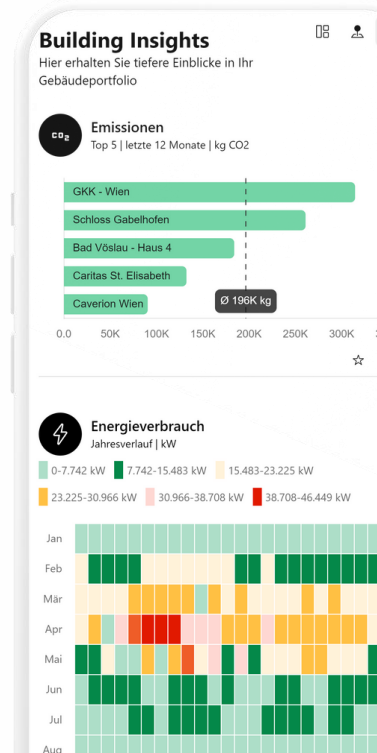 Building Insights
Hier erhalten Sie tiefere Einblicke in Ihr
Gebäudeportfolio
CO2
Emissionen
Top 5 | letzte 12 Monate | kg CO2
GKK - Wien
Schloss Gabelhofen
Bad Vöslau - Haus 4
Caritas St. Elisabeth
Caverion Wien
Ø 196K kg
0.0 50K 100K 150K 200K 250K 300K
Energieverbrauch
Jahresverlauf | kW
0-7.742 kW 7.742-15.483 kW 15.483-23.225 kW
23.225-30.966 kW 30.966-38.708 kW 38.708-46.449 kW
Jan
Feb
Mär
Apr
Mai
Jun
Jul
Aug